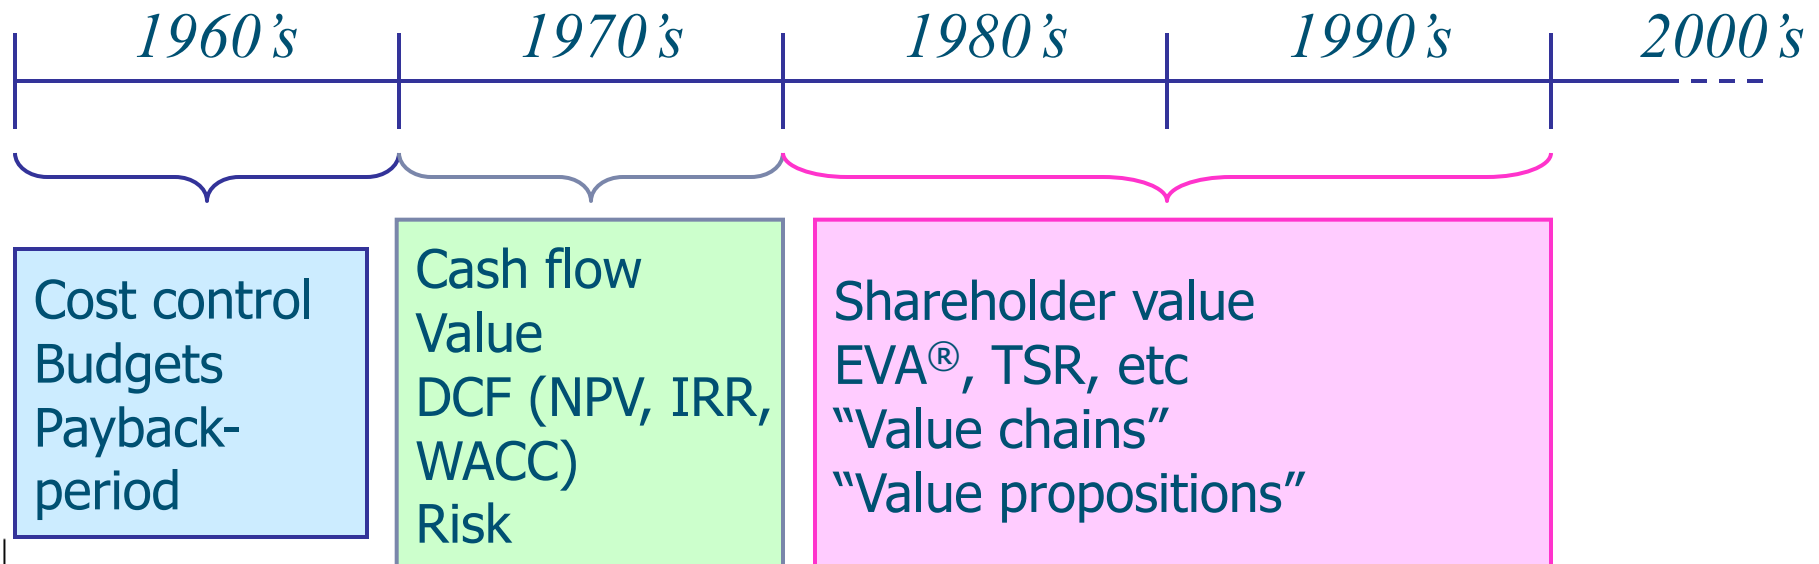 1960’s 1970’s 1980’s 1990’s 2000’s
Cost control
Budgets
Payback-
period
Cash flow
Value
DCF (NPV, IRR,
WACC)
Risk
Shareholder value
EVA®, TSR, etc
“Value chains”
“Value propositions”